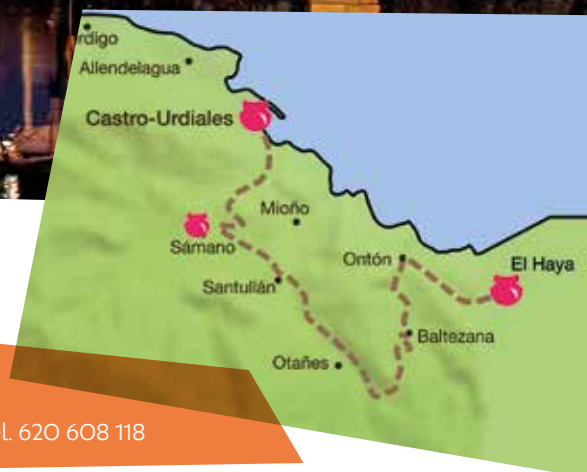 rdigo
Allendelagua
Castro-Urdiales
Mioño
Sámano
Ontón
El Haya
Santullán
Baltezana
Otañes
l. 620 608 118